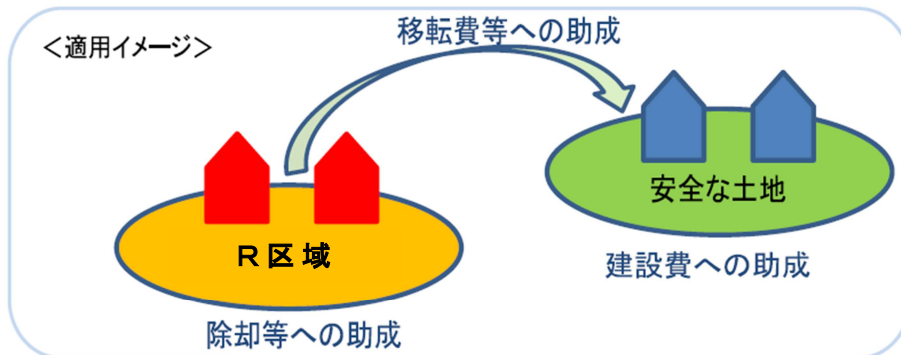 <適用イメージ>
移転費等への助成
安全な土地
R区域
建設費への助成
除却等への助成